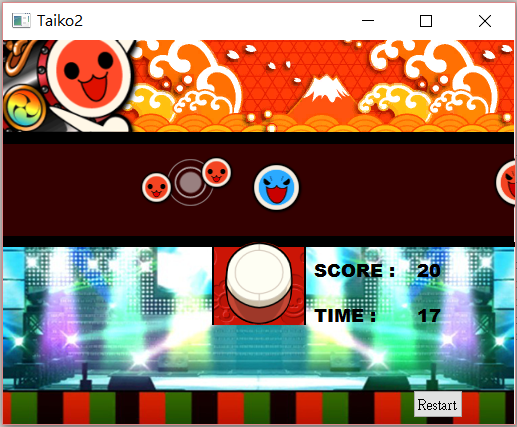 Taiko2
SCORE : 20
TIME : 17
Restart